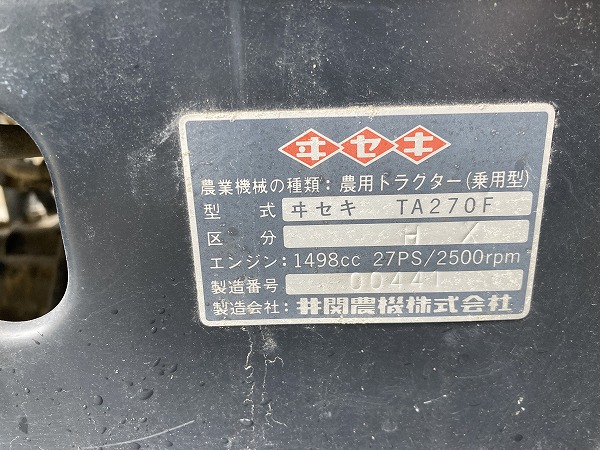 ヰセキ
農業機械の種類：農用トラクター(乗用型)
型 式 ヰセキ TA270F
区 分 H /
エンジン：1498cc 27PS/2500rpm
製造番号 00441
製造会社：井関農機株式会社